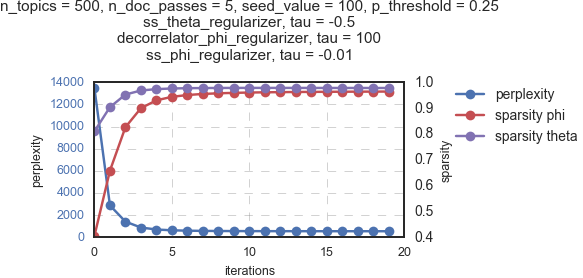 n_topics = 500, n_doc_passes = 5, seed_value = 100, p_threshold = 0.25
ss_theta_regularizer, tau = -0.5
decorrelator_phi_regularizer, tau = 100
ss_phi_regularizer, tau = -0.01
14000
12000
10000
8000
6000
4000
2000
0
perplexity
0
5
10
15
20
iterations
1.0
0.9
0.8
0.7
0.6
0.5
0.4
sparsity
perplexity
sparsity phi
sparsity theta